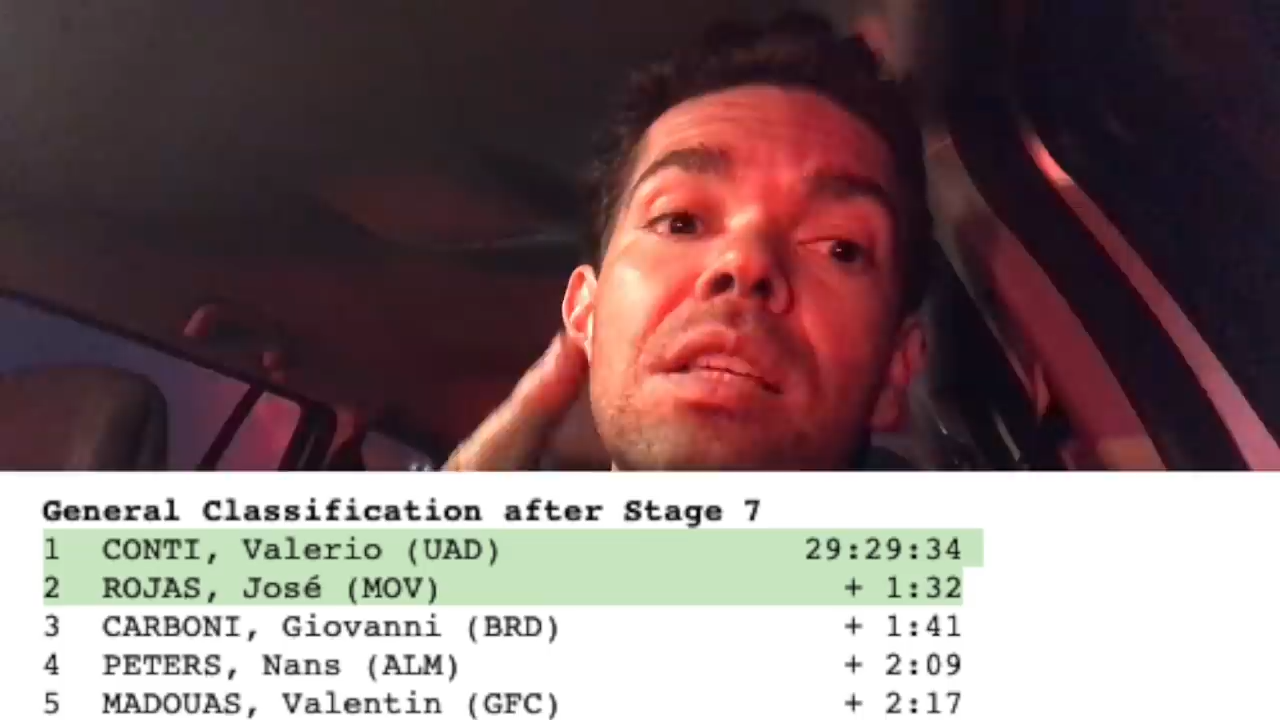 General Classification after Stage 7
1 CONTI, Valerio (UAD) 29:29:34
2 ROJAS, José (MOV) + 1:32
3 CARBONI, Giovanni (BRD) + 1:41
4 PETERS, Nans (ALM) + 2:09
5 MADOUAS, Valentin (GFC) + 2:17